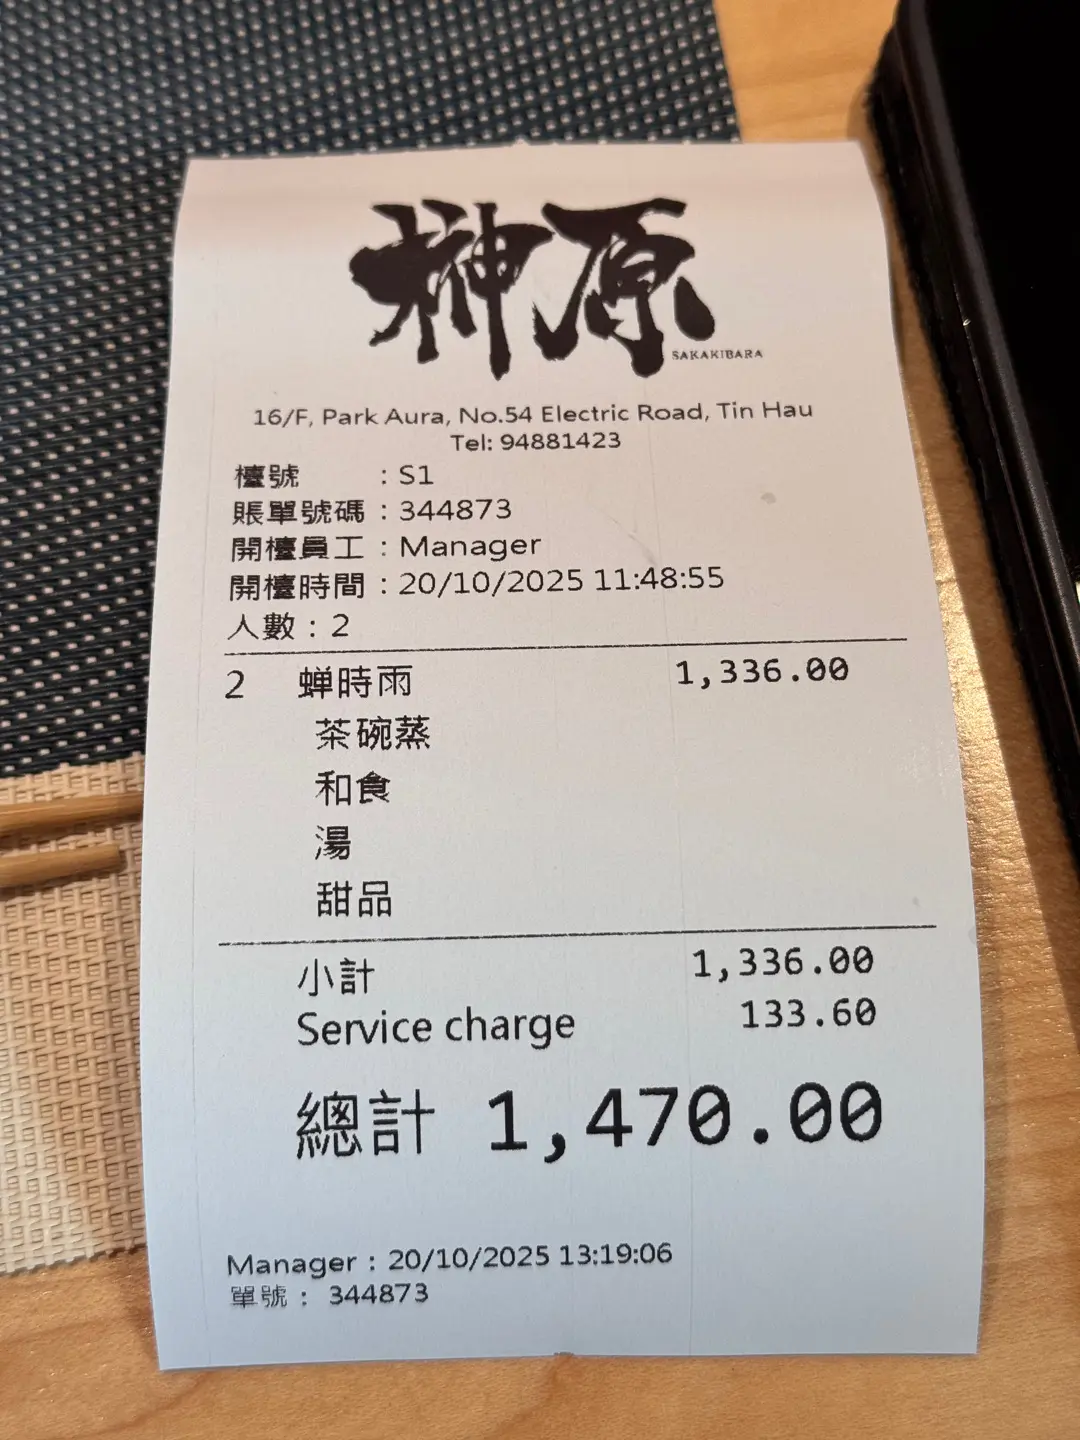 榊原
SAKAKIBARA
16/F, Park Aura, No.54 Electric Road, Tin Hau
Tel: 94881423
檯號 : S1
賬單號碼 : 344873
開檯員工 : Manager
開檯時間 : 20/10/2025 11:48:55
人數 : 2
2 蝉時雨 1,336.00
茶碗蒸
和食
湯
甜品
小計 1,336.00
Service charge 133.60
總計 1,470.00
Manager : 20/10/2025 13:19:06
單號 : 344873